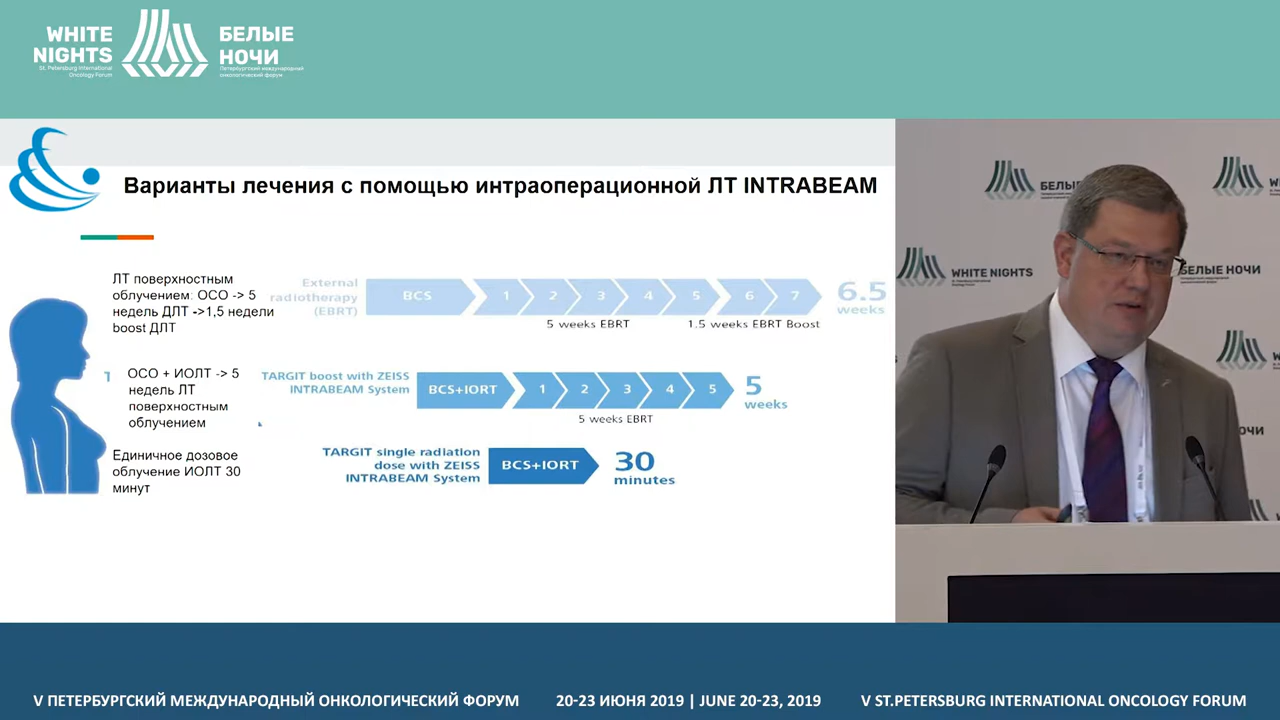 WHITE
NIGHTS
St. Petersburg International
Oncology Forum
БЕЛЫЕ
НОЧИ
Петербургский международный
онкологический форум
Варианты лечения с помощью интраоперационной ЛТ INTRABEAM
ЛТ поверхностным
облучением: ОСО -> 5
недель ДЛТ ->1,5 недели
boost ДЛТ
External
radiotherapy
(EBRT)
BCS 1 2 3 4 5 6 7
6.5
weeks
5 weeks EBRT
1.5 weeks EBRT Boost
1
ОСО + ИОЛТ -> 5
недель ЛТ
поверхностным
облучением
TARGIT boost with ZEISS
INTRABEAM System
BCS+IORT 1 2 3 4 5
5
weeks
5 weeks EBRT
Единичное дозовое
облучение ИОЛТ 30
минут
TARGIT single radiation
dose with ZEISS
INTRABEAM System
BCS+IORT
30
minutes
БЕЛЫЕ
WHITE NIGHTS
БЕЛЫЕ НОЧИ
V ПЕТЕРБУРГСКИЙ МЕЖДУНАРОДНЫЙ ОНКОЛОГИЧЕСКИЙ ФОРУМ
20-23 ИЮНЯ 2019 | JUNE 20-23, 2019
V ST.PETERSBURG INTERNATIONAL ONCOLOGY FORUM